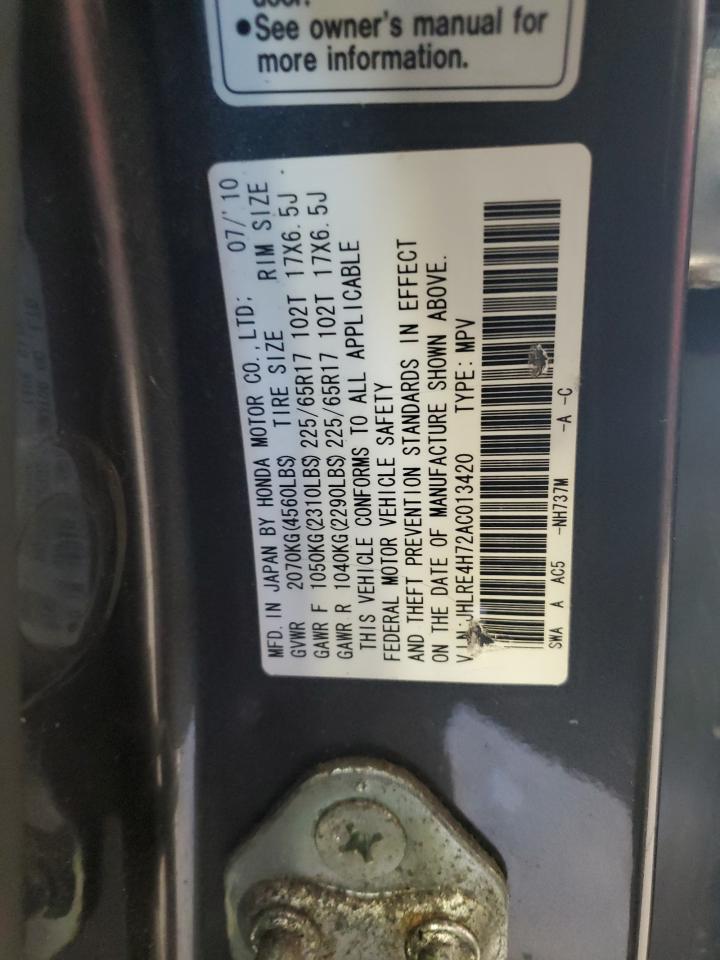 •See owner's manual for
more information.
MFD. IN JAPAN BY HONDA MOTOR CO., LTD; 07/'10
GVWR 2070KG(4560LBS) TIRE SIZE RIM SIZE
GAWR F 1050KG(2310LBS) 225/65R17 102T 17X6.5J
GAWR R 1040KG(2290LBS) 225/65R17 102T 17X6.5J
THIS VEHICLE CONFORMS TO ALL APPLICABLE
FEDERAL MOTOR VEHICLE SAFETY
AND THEFT PREVENTION STANDARDS IN EFFECT
ON THE DATE OF MANUFACTURE SHOWN ABOVE.
V.I.N: JHLRE4H72AC013420 TYPE: MPV
SWA A AC5 -NH737M -A -C